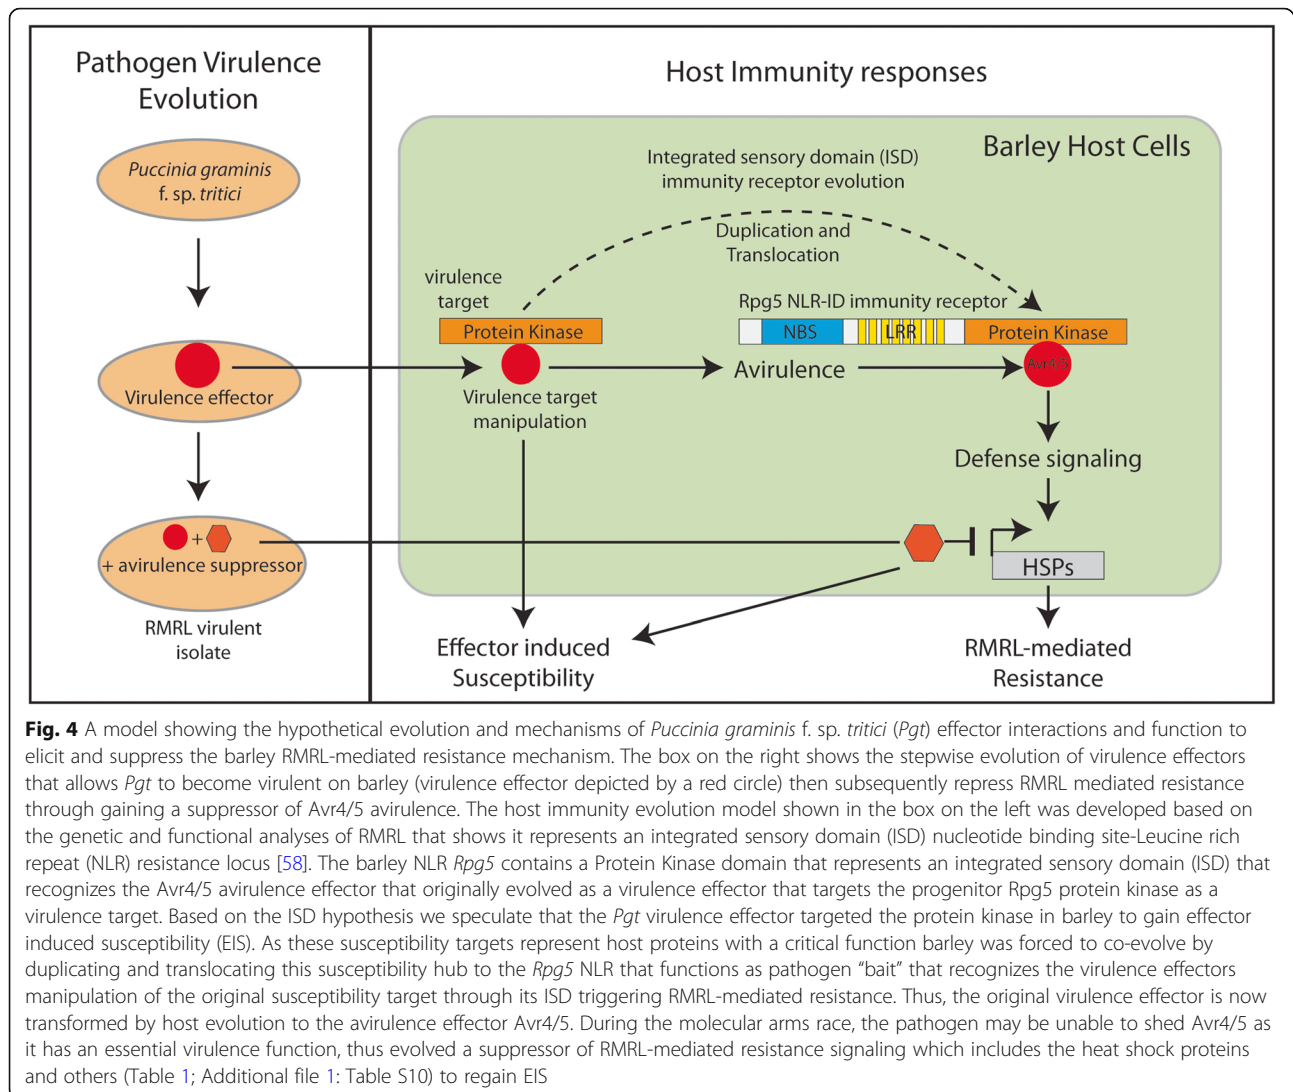 Pathogen Virulence
Evolution
Puccinia graminis
f. sp. tritici
Virulence effector
+
+ avirulence suppressor
RMRL virulent
isolate
Host Immunity responses
Barley Host Cells
Integrated sensory domain (ISD)
immunity receptor evolution
Duplication and
Translocation
virulence
target
Rpg5 NLR-ID immunity receptor
Protein Kinase
NBS
LRR
Protein Kinase
Avirulence
Avr4/5
Virulence target
manipulation
Defense signaling
HSPs
Effector induced
Susceptibility
RMRL-mediated
Resistance
Fig. 4 A model showing the hypothetical evolution and mechanisms of Puccinia graminis f. sp. tritici (Pgt) effector interactions and function to
elicit and suppress the barley RMRL-mediated resistance mechanism. The box on the right shows the stepwise evolution of virulence effectors
that allows Pgt to become virulent on barley (virulence effector depicted by a red circle) then subsequently repress RMRL mediated resistance
through gaining a suppressor of Avr4/5 avirulence. The host immunity evolution model shown in the box on the left was developed based on
the genetic and functional analyses of RMRL that shows it represents an integrated sensory domain (ISD) nucleotide binding site-Leucine rich
repeat (NLR) resistance locus [58]. The barley NLR Rpg5 contains a Protein Kinase domain that represents an integrated sensory domain (ISD) that
recognizes the Avr4/5 avirulence effector that originally evolved as a virulence effector that targets the progenitor Rpg5 protein kinase as a
virulence target. Based on the ISD hypothesis we speculate that the Pgt virulence effector targeted the protein kinase in barley to gain effector
induced susceptibility (EIS). As these susceptibility targets represent host proteins with a critical function barley was forced to co-evolve by
duplicating and translocating this susceptibility hub to the Rpg5 NLR that functions as pathogen “bait” that recognizes the virulence effectors
manipulation of the original susceptibility target through its ISD triggering RMRL-mediated resistance. Thus, the original virulence effector is now
transformed by host evolution to the avirulence effector Avr4/5. During the molecular arms race, the pathogen may be unable to shed Avr4/5 as
it has an essential virulence function, thus evolved a suppressor of RMRL-mediated resistance signaling which includes the heat shock proteins
and others (Table 1; Additional file 1: Table S10) to regain EIS